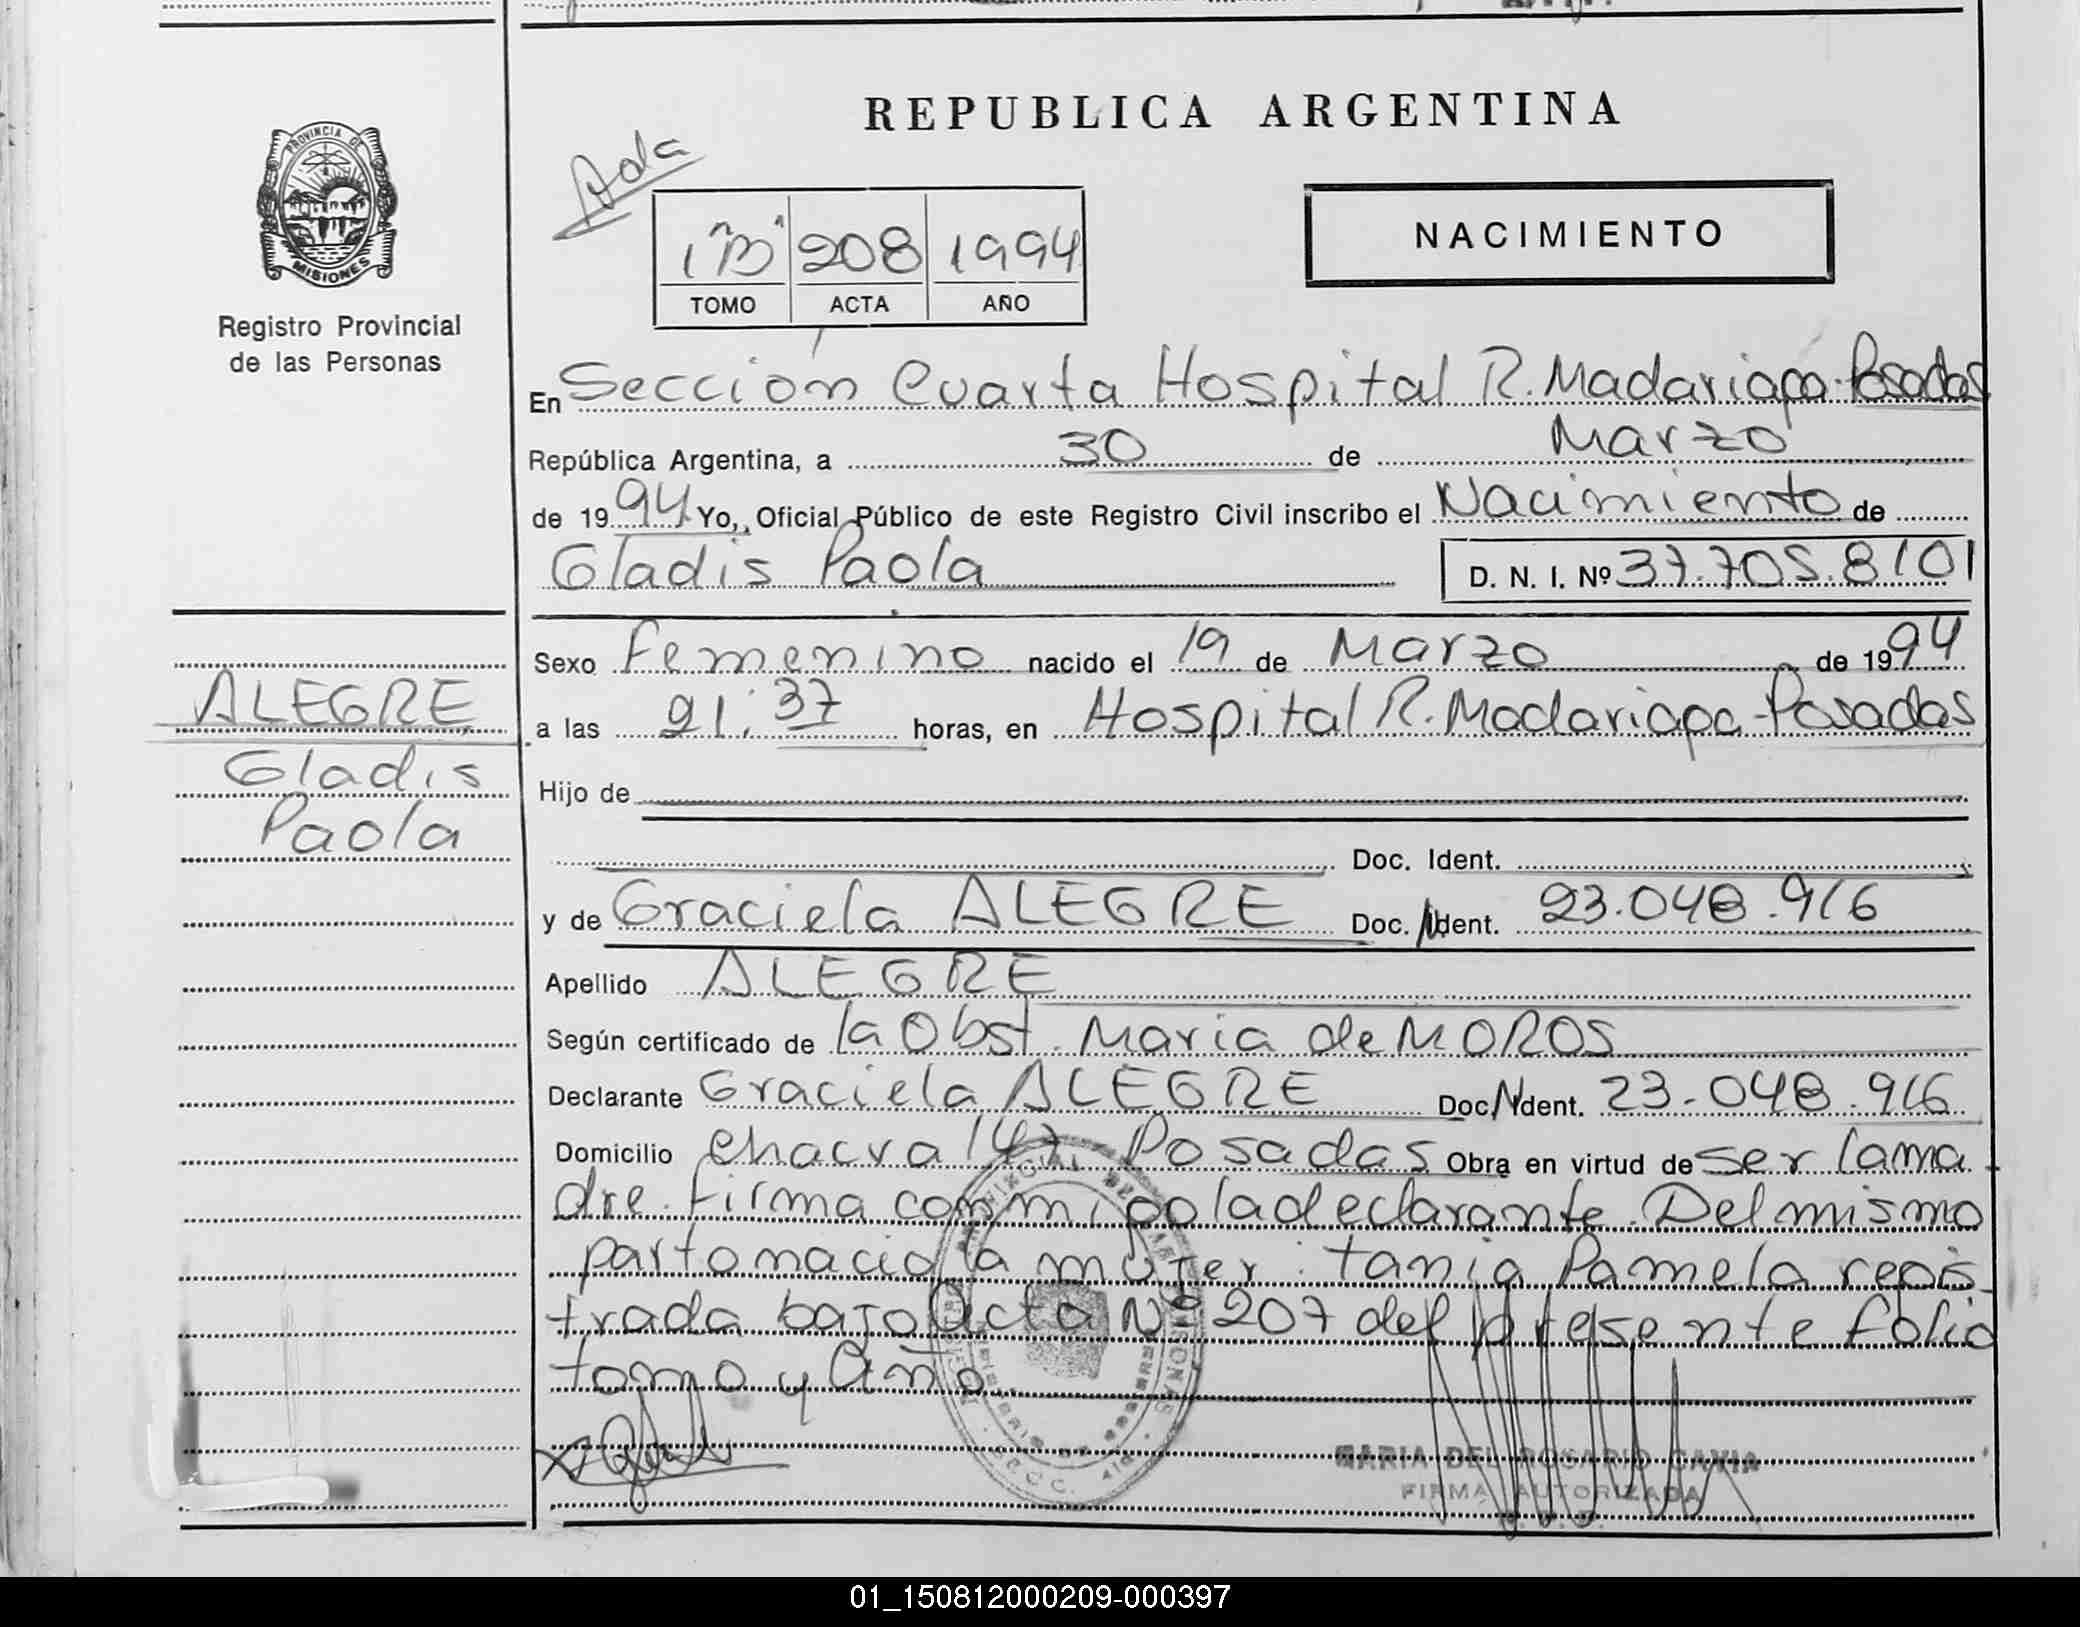 REPUBLICA ARGENTINA
PROVINCIA DE
MISIONES
Registro Provincial
de las Personas
1 "B" 208 1994
TOMO ACTA AÑO
NACIMIENTO
En Sección Cuarta Hospital R. Madariaga-Posadas
República Argentina, a 30 de Marzo
de 1994 Yo, Oficial Público de este Registro Civil inscribo el Nacimiento de
Gladis Paola D. N. I. Nº 37.705.810
Sexo Femenino nacido el 19 de Marzo de 1994
a las 21:37 horas, en Hospital R. Madariaga-Posadas
Hijo de
Doc. Ident.
y de Graciela ALEGRE Doc. Ident. 23.048.916
Apellido ALEGRE
Según certificado de la Obst. Maria de MOROS
Declarante Graciela ALEGRE Doc. Ident. 23.048.916
Domicilio Chacra 147 Posadas Obra en virtud de ser la ma
dre. Firma conmigo la declarante. Del mismo
parto nacio la mujer: Tania Pamela regis
trada bajo Acta Nº 207 del presente folio
tomo y Año
ALEGRE
Gladis
Paola
MARIA DEL ROSARIO GAVIA
FIRMA AUTORIZADA
01_150812000209-000397